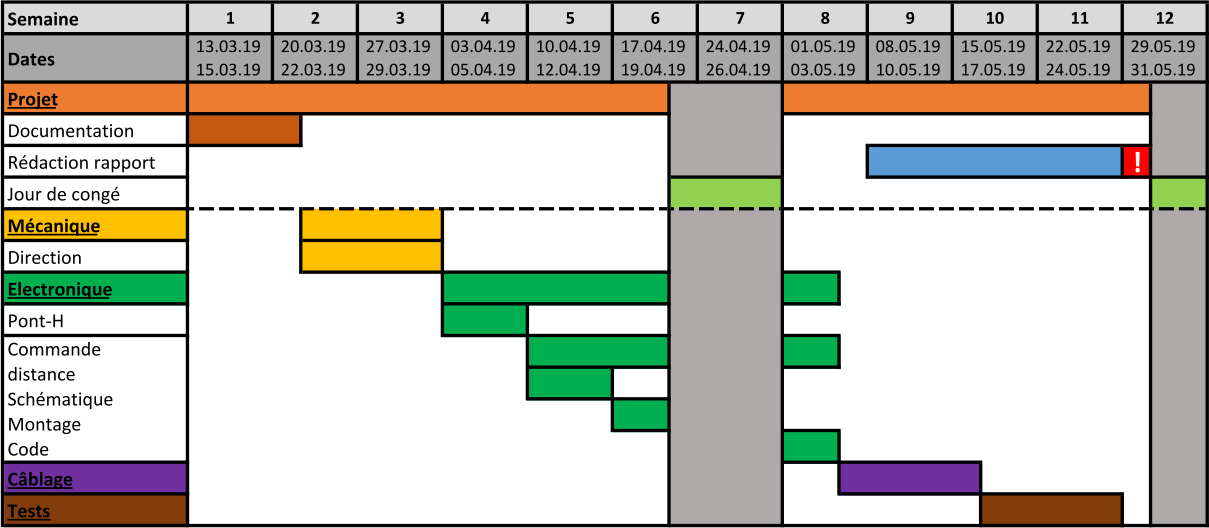 Semaine 1 2 3 4 5 6 7 8 9 10 11 12
Dates 13.03.19 20.03.19 27.03.19 03.04.19 10.04.19 17.04.19 24.04.19 01.05.19 08.05.19 15.05.19 22.05.19 29.05.19
15.03.19 22.03.19 29.03.19 05.04.19 12.04.19 19.04.19 26.04.19 03.05.19 10.05.19 17.05.19 24.05.19 31.05.19
Projet
Documentation
Rédaction rapport !
Jour de congé
Mécanique
Direction
Electronique
Pont-H
Commande
distance
Schématique
Montage
Code
Câblage
Tests